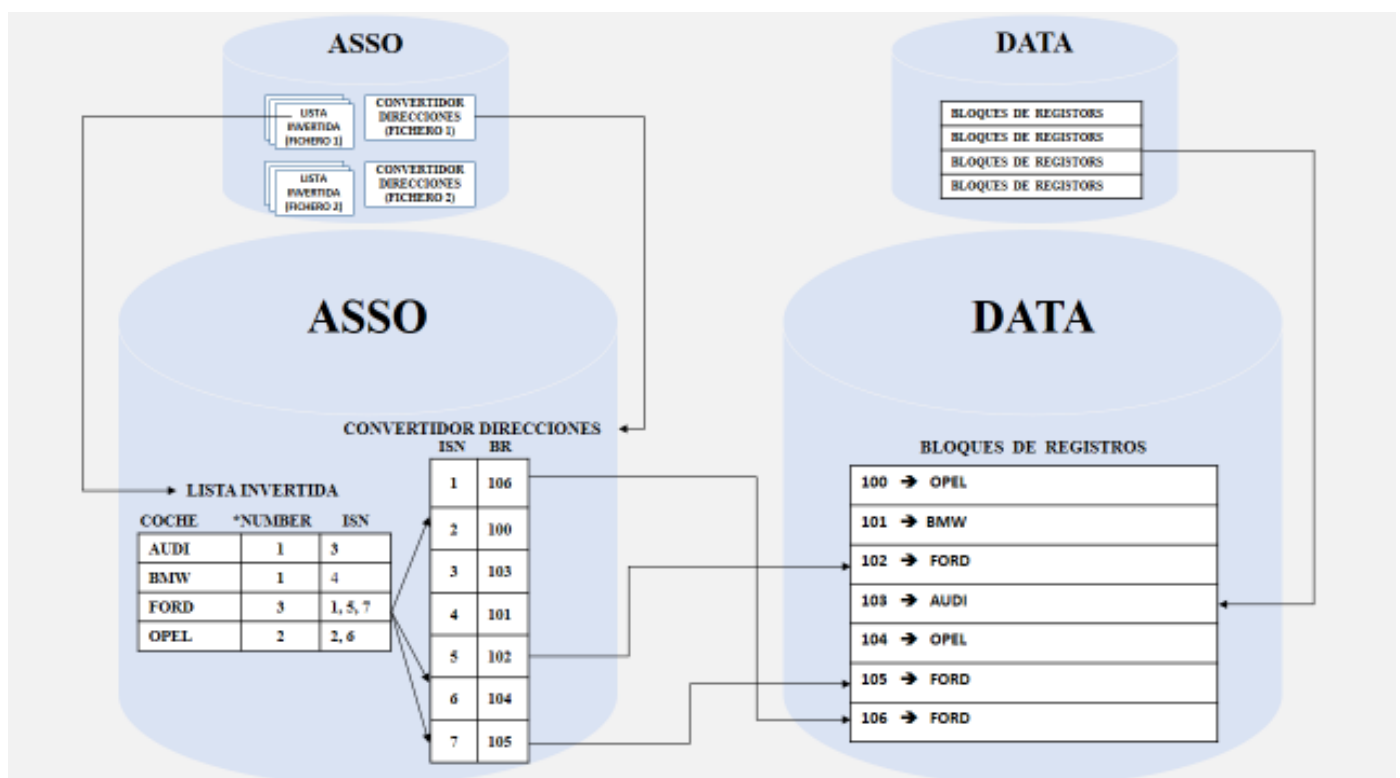 ASSO
LISTA
INVERTIDA
(FICHERO 1)
CONVERTIDOR
DIRECCIONES
(FICHERO 1)
LISTA
INVERTIDA
(FICHERO 2)
CONVERTIDOR
DIRECCIONES
(FICHERO 2)
DATA
BLOQUES DE REGISTORS
BLOQUES DE REGISTORS
BLOQUES DE REGISTORS
BLOQUES DE REGISTORS
ASSO
CONVERTIDOR DIRECCIONES
ISN BR
1 106
2 100
3 103
4 101
5 102
6 104
7 105
LISTA INVERTIDA
COCHE *NUMBER ISN
AUDI 1 3
BMW 1 4
FORD 3 1, 5, 7
OPEL 2 2, 6
DATA
BLOQUES DE REGISTROS
100 ➔ OPEL
101 ➔ BMW
102 ➔ FORD
103 ➔ AUDI
104 ➔ OPEL
105 ➔ FORD
106 ➔ FORD